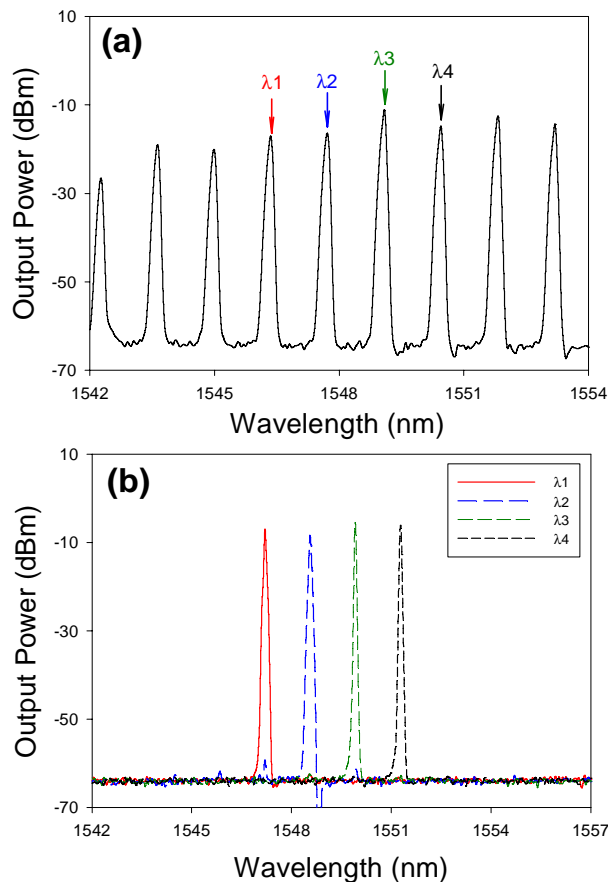 (a)
Output Power (dBm)
10
-10
-30
-50
-70
λ1
λ2
λ3
λ4
1542
1545
1548
1551
1554
Wavelength (nm)
(b)
Output Power (dBm)
10
-10
-30
-50
-70
λ1
λ2
λ3
λ4
1542
1545
1548
1551
1554
1557
Wavelength (nm)